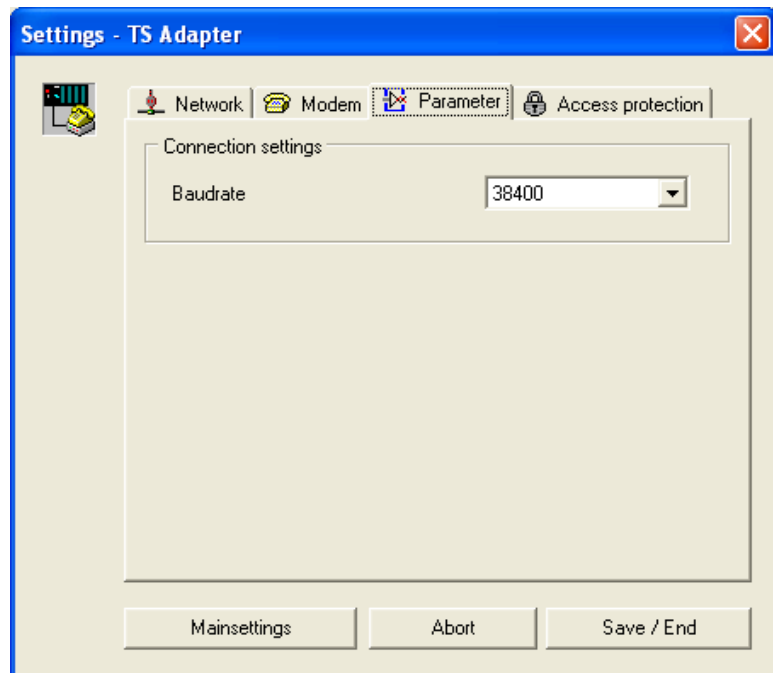 Settings - TS Adapter
Network Modem Parameter Access protection
Connection settings
Baudrate 38400
Mainsettings Abort Save / End